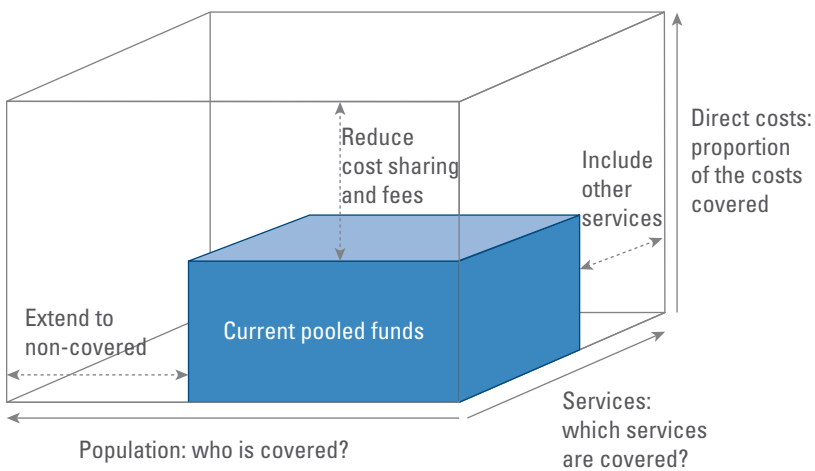 Reduce
cost sharing
and fees
Include
other
services
Direct costs:
proportion
of the costs
covered
Extend to
non-covered
Current pooled funds
Population: who is covered?
Services:
which services
are covered?